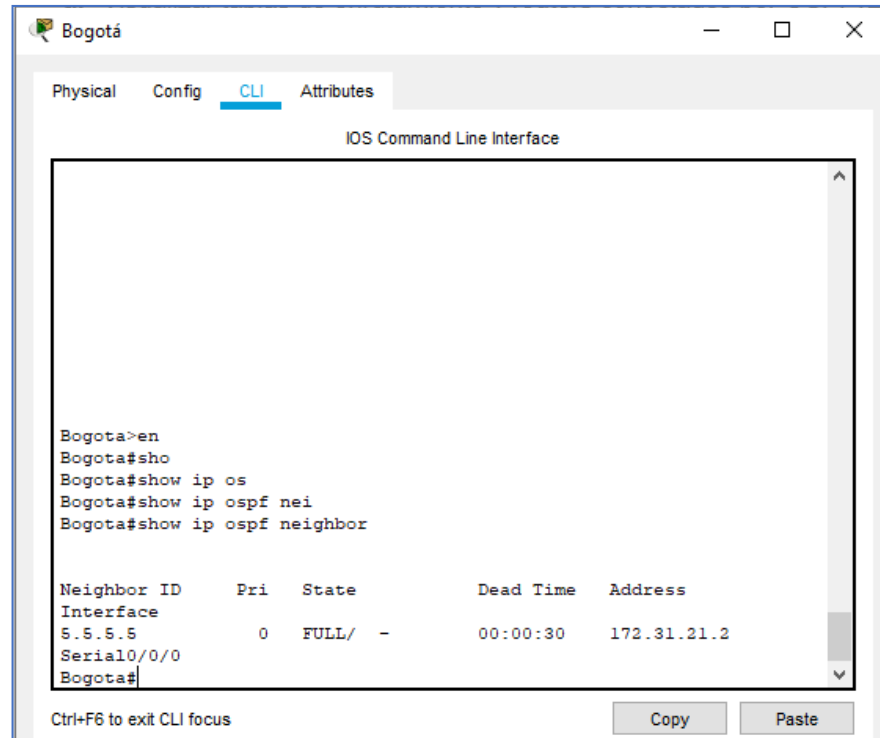 Bogotá
Physical Config CLI Attributes
IOS Command Line Interface
Bogota>en
Bogota#sho
Bogota#show ip os
Bogota#show ip ospf nei
Bogota#show ip ospf neighbor
Neighbor ID Pri State Dead Time Address
Interface
5.5.5.5 0 FULL/ - 00:00:30 172.31.21.2
Serial0/0/0
Bogota#
Ctrl+F6 to exit CLI focus Copy Paste